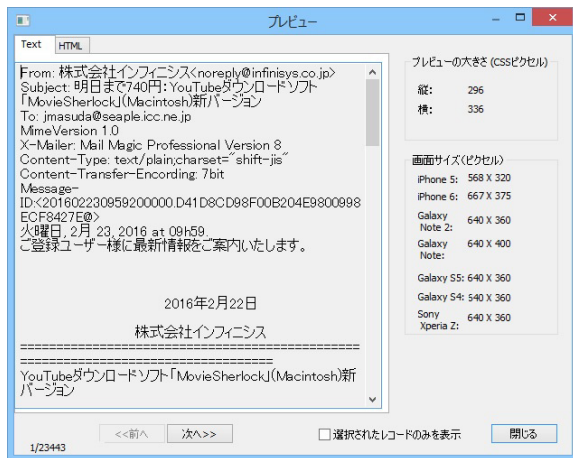 プレビュー
Text HTML
From: 株式会社インフィニシス<noreply@infinisys.co.jp>
Subject: 明日まで740円：YouTubeダウンロードソフト
「MovieSherlock」(Macintosh)新バージョン
To: jmasuda@seaple.icc.ne.jp
MimeVersion 1.0
X-Mailer: Mail Magic Professional Version 8
Content-Type: text/plain;charset="shift-jis"
Content-Transfer-Encording: 7bit
Message-
ID:<201602230959200000.D41D8CD98F00B204E9800998
ECF8427E@>
火曜日, 2月 23, 2016 at 09h59.
ご登録ユーザー様に最新情報をご案内いたします。
2016年2月22日
株式会社インフィニシス
================================================
====================================
YouTubeダウンロードソフト「MovieSherlock」(Macintosh)新
バージョン
プレビューの大きさ (CSSピクセル)
縦: 296
横: 336
画面サイズ(ピクセル)
iPhone 5: 568 X 320
iPhone 6: 667 X 375
Galaxy Note 2: 640 X 360
Galaxy Note: 640 X 400
Galaxy S5: 640 X 360
Galaxy S4: 540 X 360
Sony Xperia Z: 640 X 360
<<前へ 次へ>> 選択されたレコードのみを表示 閉じる
1/23443